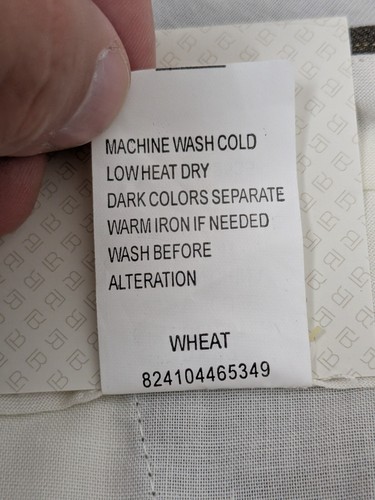 MACHINE WASH COLD
LOW HEAT DRY
DARK COLORS SEPARATE
WARM IRON IF NEEDED
WASH BEFORE
ALTERATION
WHEAT
824104465349